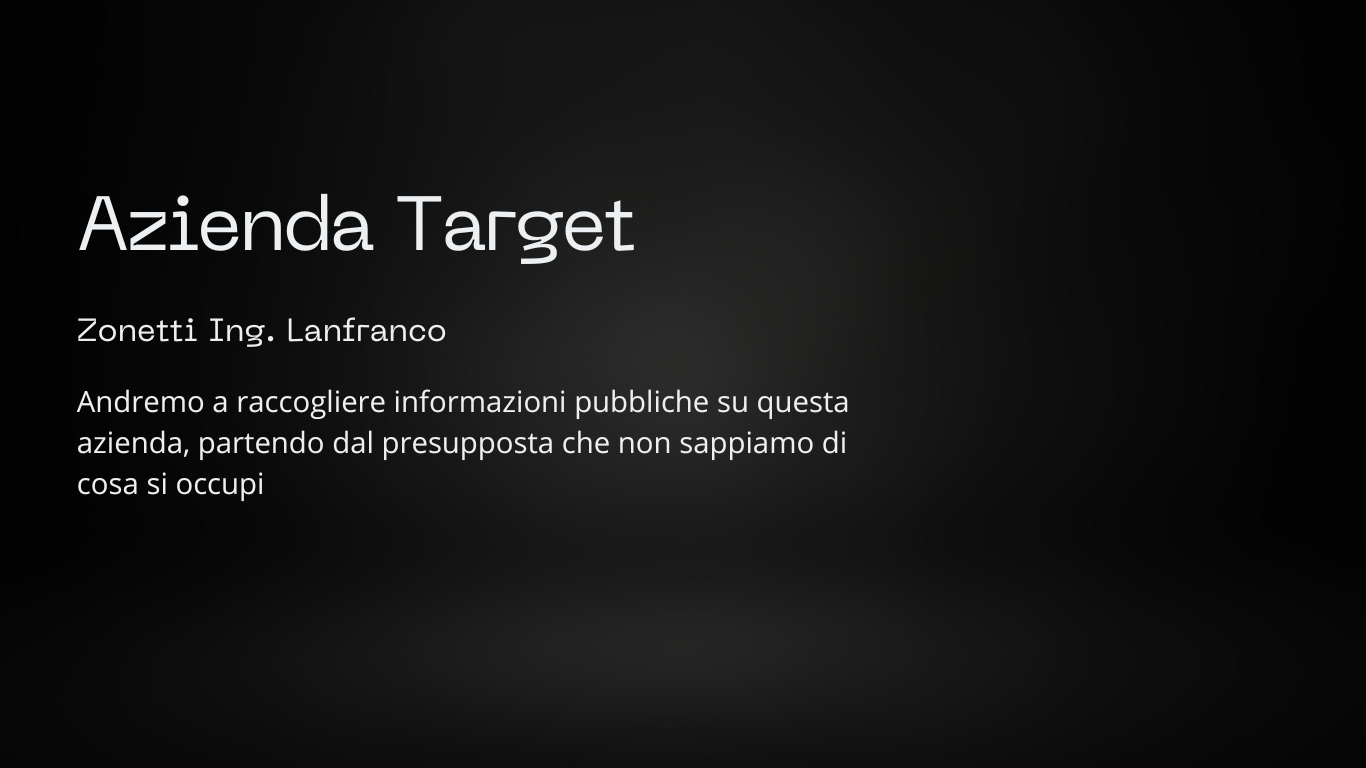 Azienda Target
Zonetti Ing. Lanfranco
Andremo a raccogliere informazioni pubbliche su questa
azienda, partendo dal presupposta che non sappiamo di
cosa si occupi